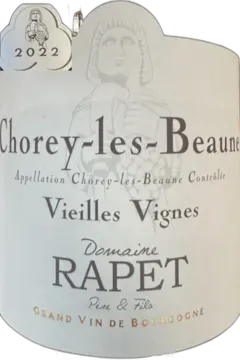 2022
Chorey-les-Beaune
Appellation Chorey-les-Beaune Contrôlée
Vieilles Vignes
Domaine
RAPET
Père & Fils
GRAND VIN DE BOURGOGNE